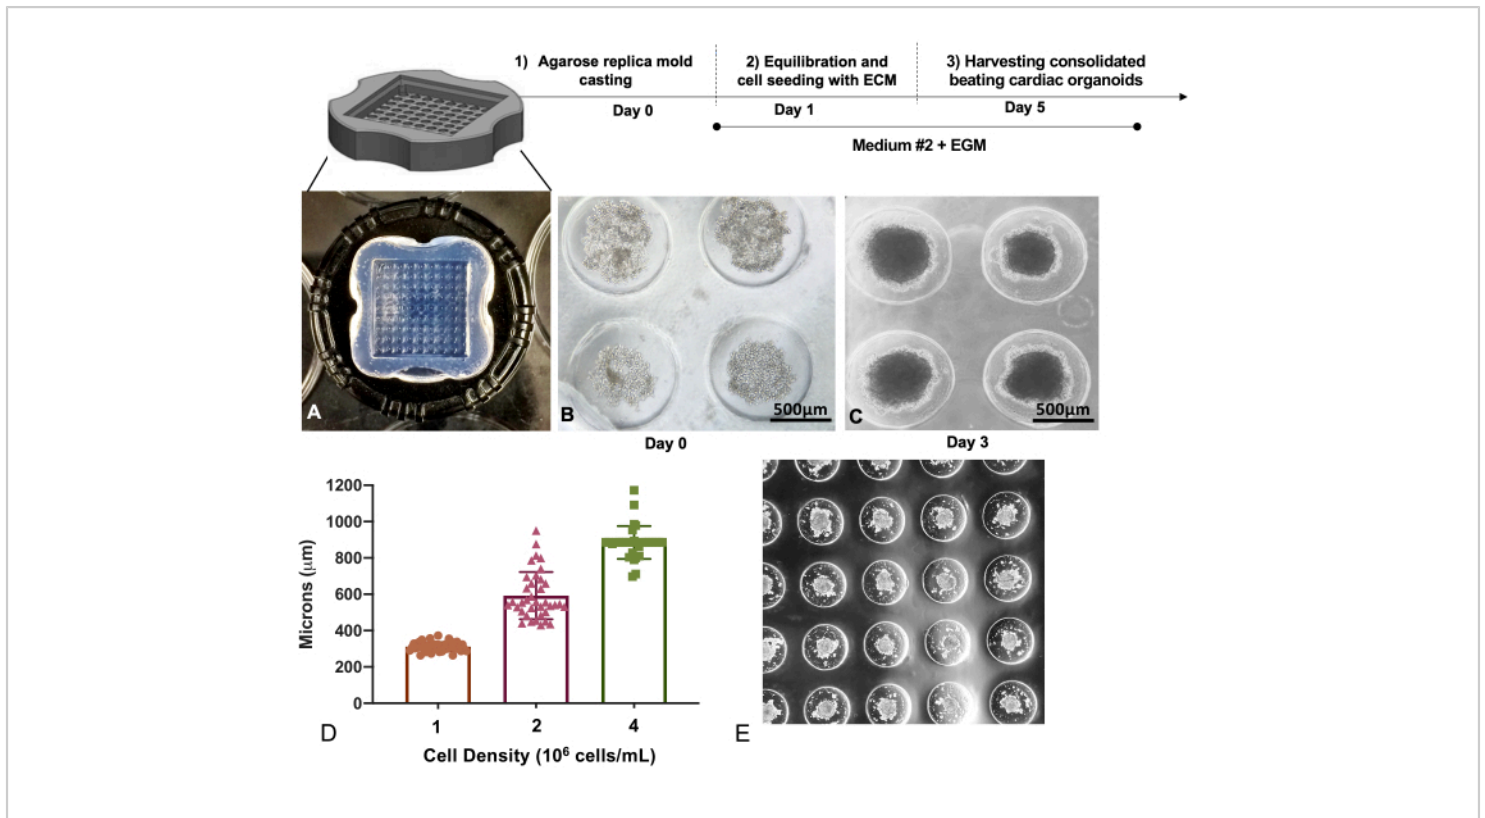 1) Agarose replica mold
casting
Day 0
2) Equilibration and
cell seeding with ECM
Day 1
3) Harvesting consolidated
beating cardiac organoids
Day 5
Medium #2 + EGM
A
B
500µm
C
500µm
Day 0
Day 3
1200
1000
800
600
400
200
0
Microns (µm)
1
2
4
Cell Density (10⁶ cells/mL)
D
E